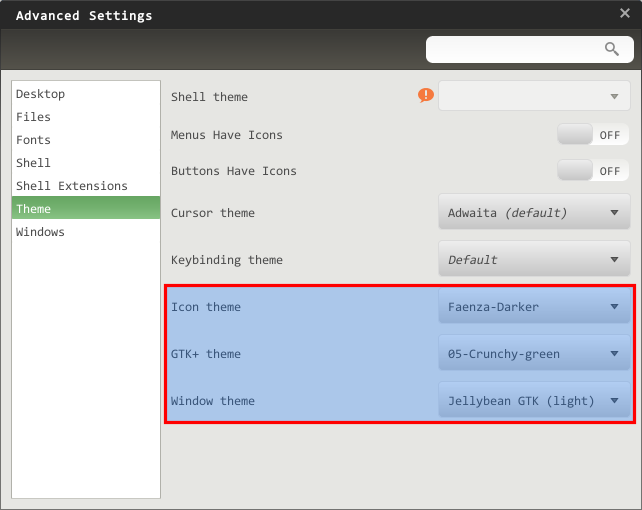 Advanced Settings
Desktop
Files
Fonts
Shell
Shell Extensions
Theme
Windows
Shell theme
Menus Have Icons OFF
Buttons Have Icons OFF
Cursor theme Adwaita (default)
Keybinding theme Default
Icon theme Faenza-Darker
GTK+ theme 05-Crunchy-green
Window theme Jellybean GTK (light)